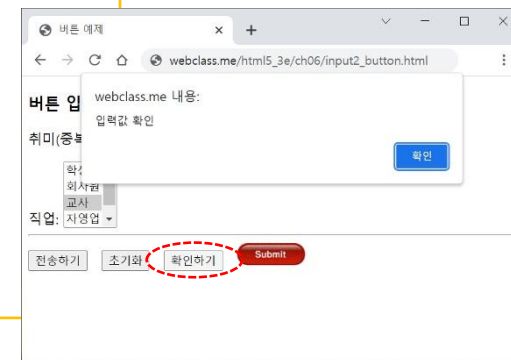 버튼 예제
webclass.me/html5_3e/ch06/input2_button.html
webclass.me 내용:
입력값 확인
확인
버튼 입
취미(중복
학생
회사원
교사
직업: 자영업
전송하기 초기화 확인하기 Submit